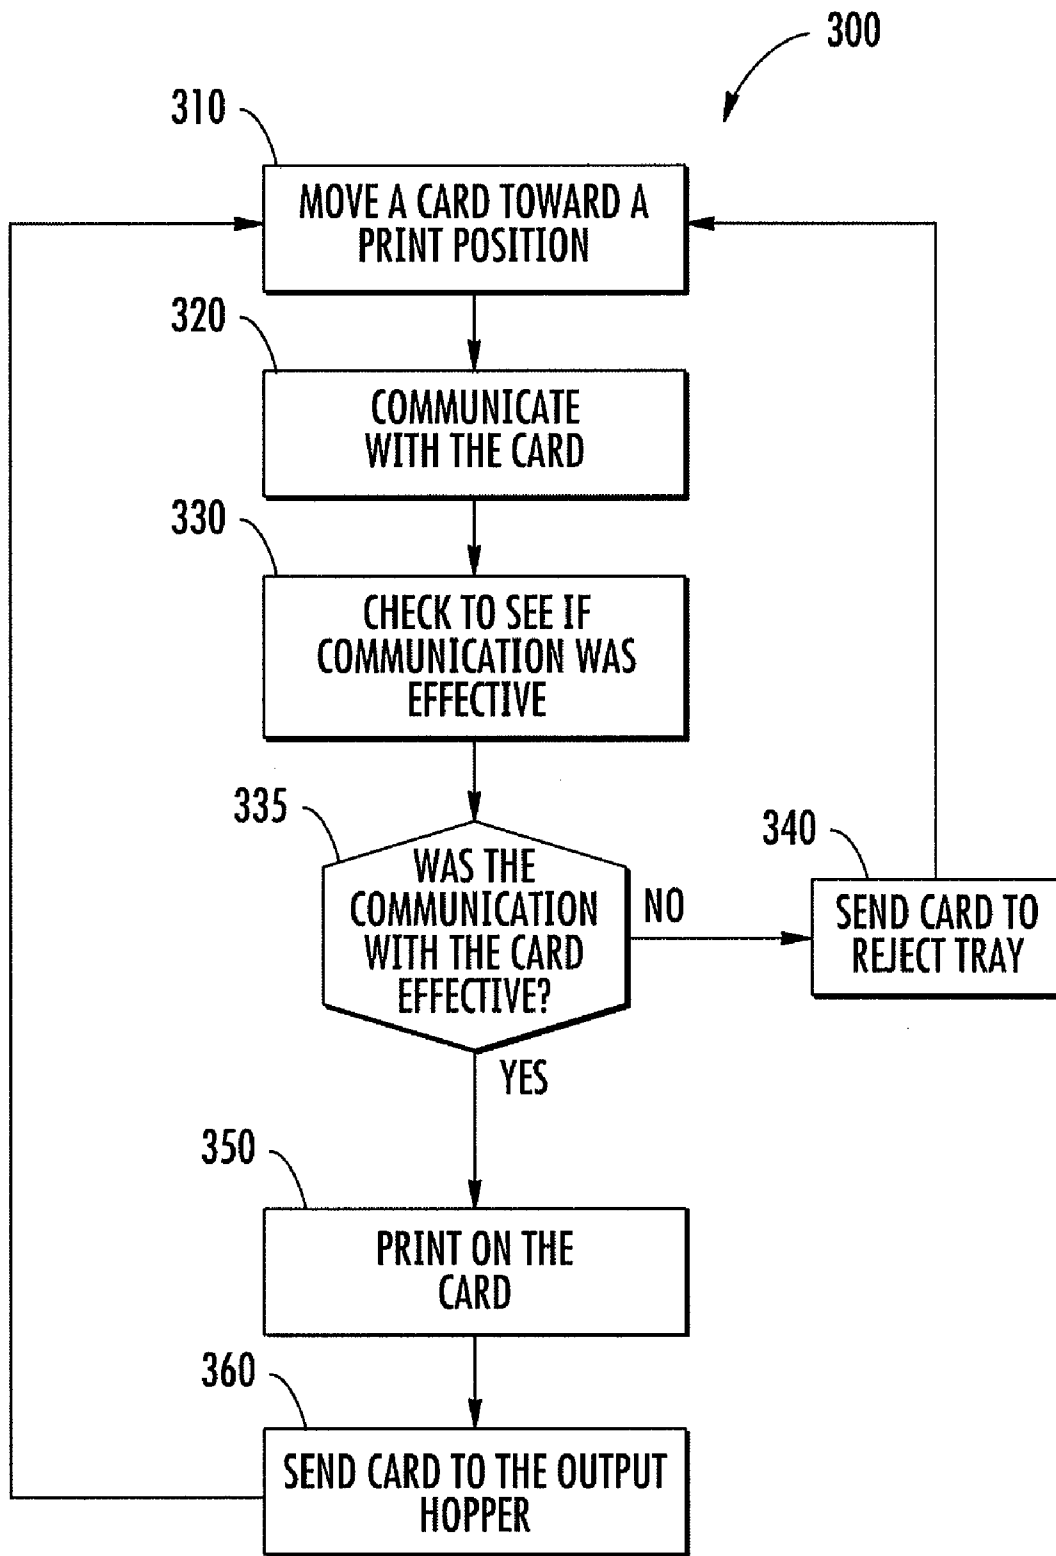 300
310
MOVE A CARD TOWARD A
PRINT POSITION
320
COMMUNICATE
WITH THE CARD
330
CHECK TO SEE IF
COMMUNICATION WAS
EFFECTIVE
335
WAS THE
COMMUNICATION
WITH THE CARD
EFFECTIVE?
NO
340
SEND CARD TO
REJECT TRAY
YES
350
PRINT ON THE
CARD
360
SEND CARD TO THE OUTPUT
HOPPER